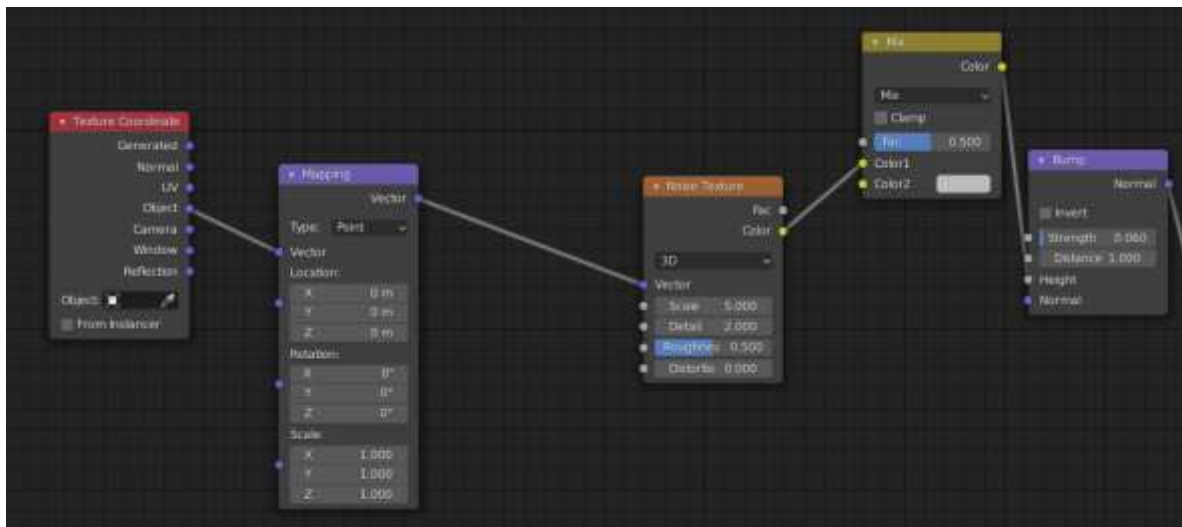 Texture Coordinate
Generated
Normal
UV
Object
Camera
Window
Reflection
Object:
From Instancer
Mapping
Vector
Type: Point
Vector
Location:
X 0 m
Y 0 m
Z 0 m
Rotation:
X 0°
Y 0°
Z 0°
Scale:
X 1.000
Y 1.000
Z 1.000
Noise Texture
Fac
Color
3D
Vector
Scale 5.000
Detail 2.000
Roughnes 0.500
Distortio 0.000
Mix
Color
Mix
Clamp
Fac 0.500
Color1
Color2
Bump
Normal
Invert
Strength 0.060
Distance 1.000
Height
Normal